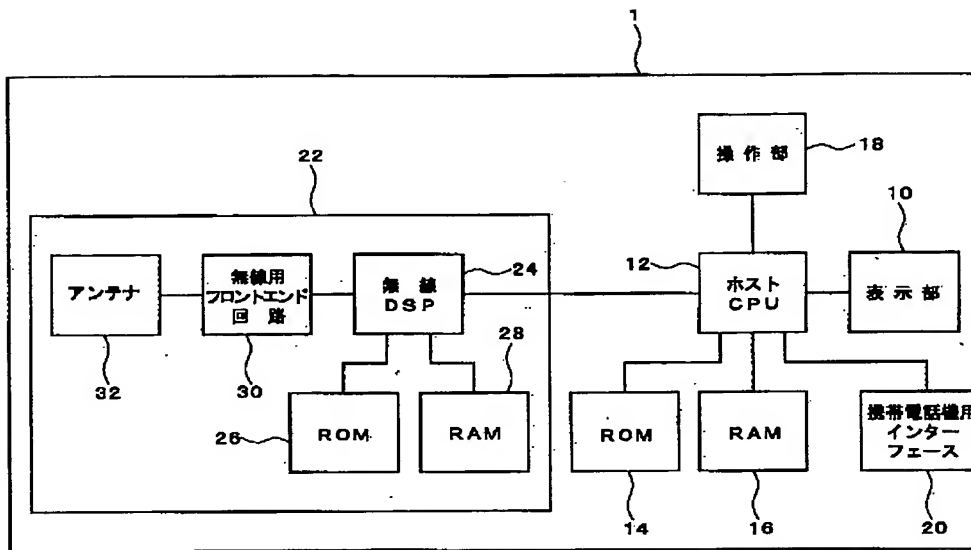 1
操作部
18
22
10
アンテナ
無線用
フロントエンド
回路
無線
DSP
24
12
ホスト
CPU
表示部
32
30
28
26
ROM
RAM
ROM
RAM
携帯電話機用
インター
フェース
14
16
20